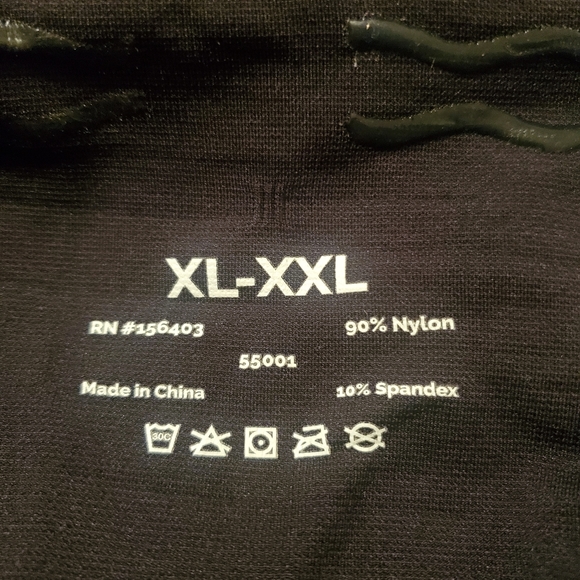 XL-XXL
RN #156403
90% Nylon
55001
Made in China
10% Spandex
30C